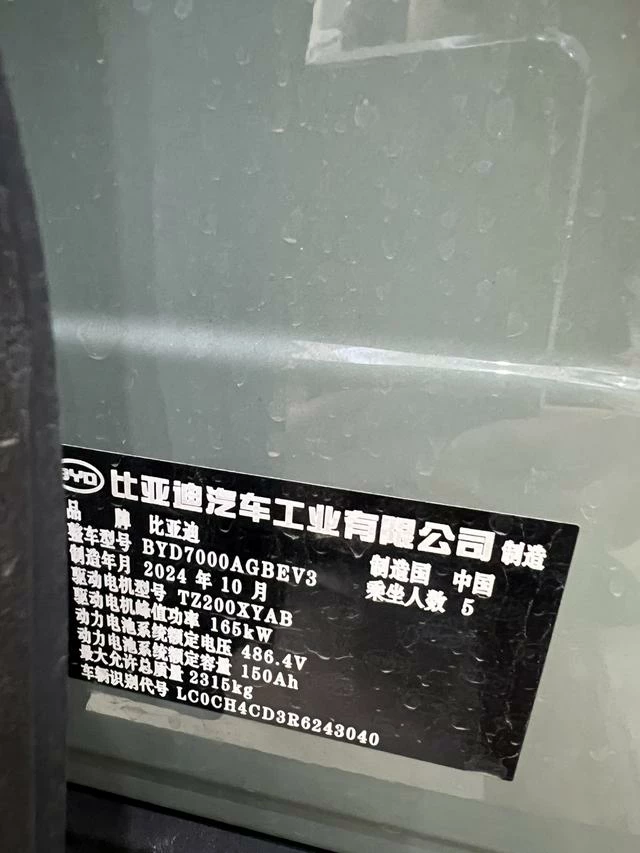 BYD 比亚迪汽车工业有限公司 制造
品 牌 比亚迪 制造国 中国
整车型号 BYD7000AGBEV3 乘坐人数 5
制造年月 2024 年 10 月
驱动电机型号 TZ200XYAB
驱动电机峰值功率 165kW
动力电池系统额定电压 486.4V
动力电池系统额定容量 150Ah
最大允许总质量 2315kg
车辆识别代号 LC0CH4CD3R6243040